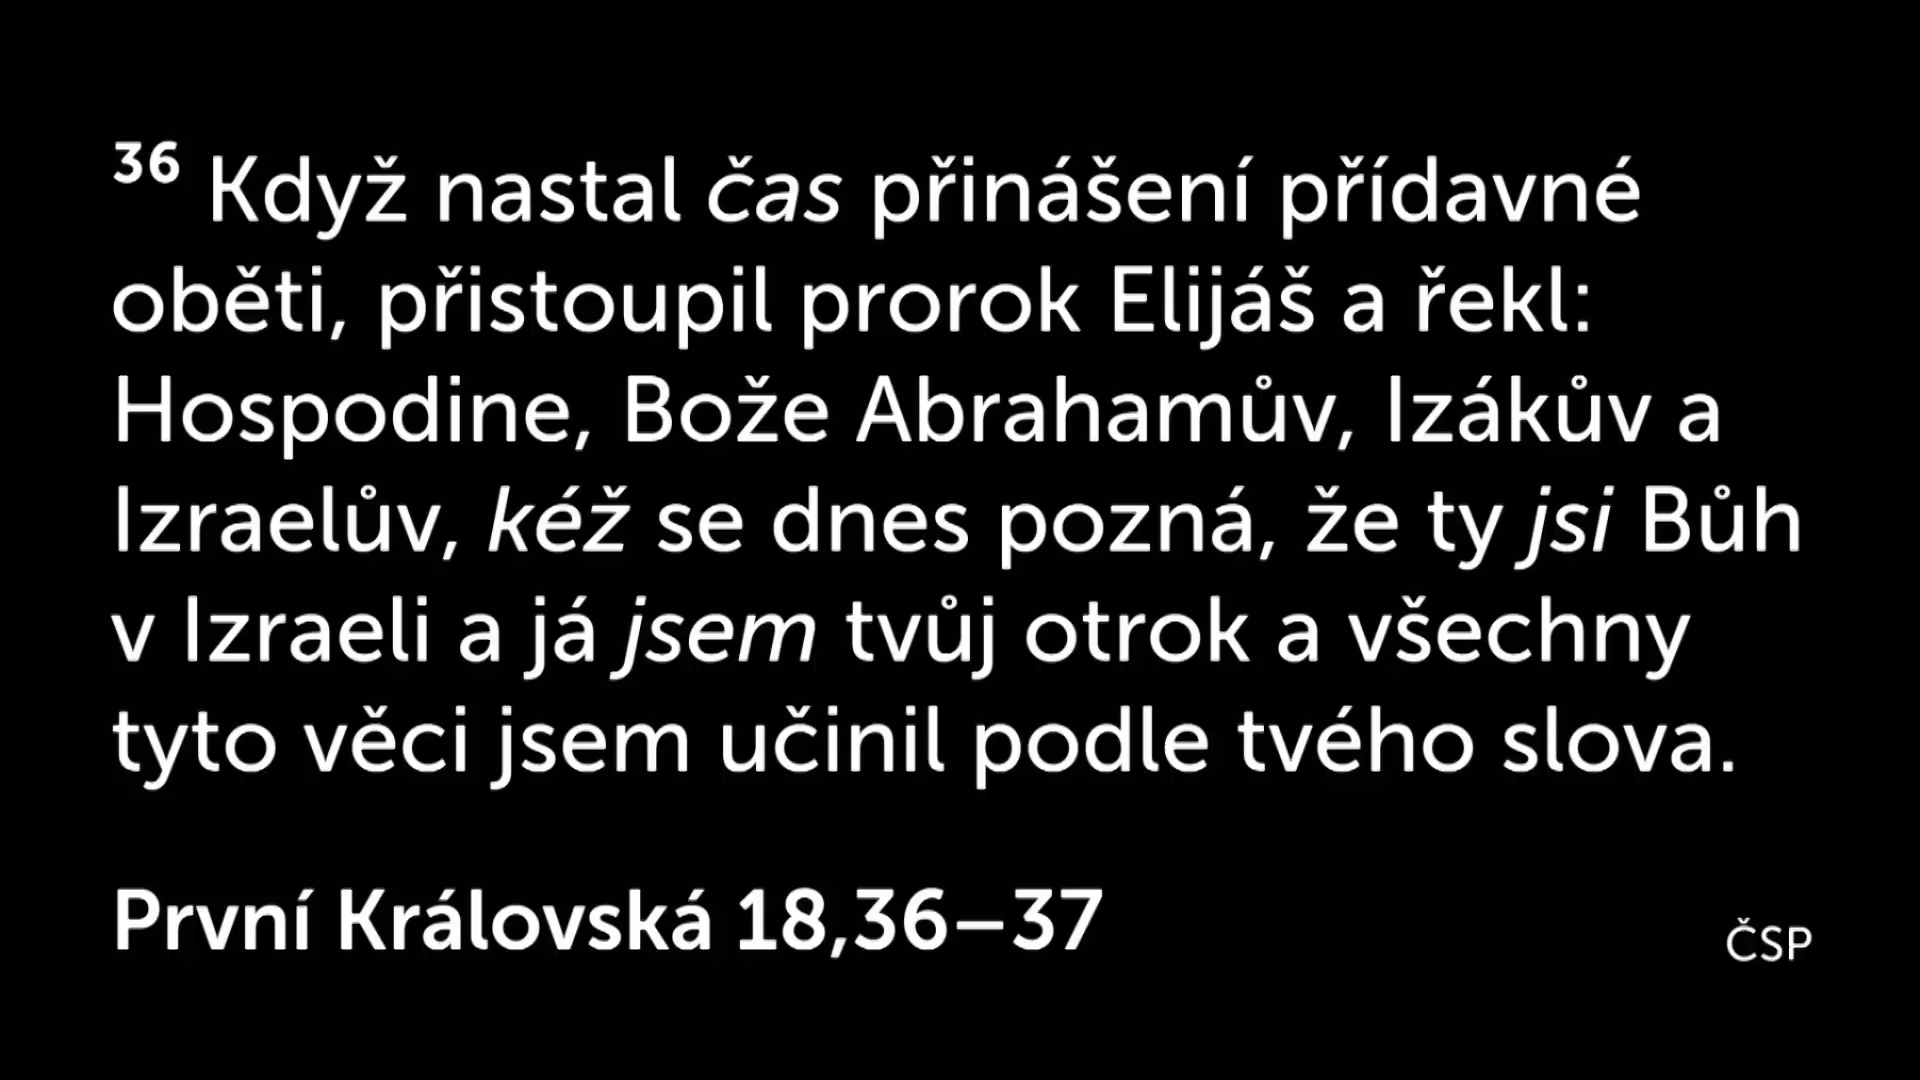 36 Když nastal čas přinášení přídavné
oběti, přistoupil prorok Elijáš a řekl:
Hospodine, Bože Abrahamův, Izákův a
Izraelův, kéž se dnes pozná, že ty jsi Bůh
v Izraeli a já jsem tvůj otrok a všechny
tyto věci jsem učinil podle tvého slova.
První Královská 18,36–37
ČSP